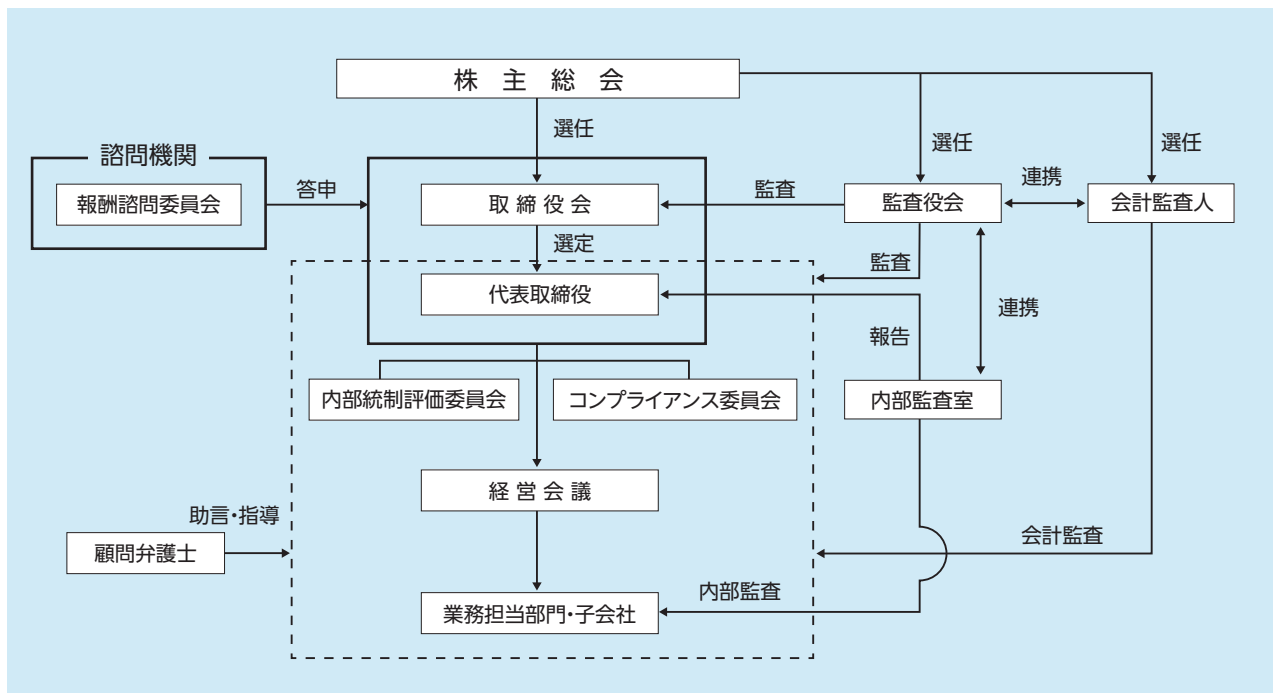 株主総会
選任
選任
選任
諮問機関
報酬諮問委員会
答申
取締役会
監査
監査役会
連携
会計監査人
選定
監査
代表取締役
連携
報告
内部統制評価委員会
コンプライアンス委員会
内部監査室
経営会議
助言・指導
顧問弁護士
会計監査
内部監査
業務担当部門・子会社